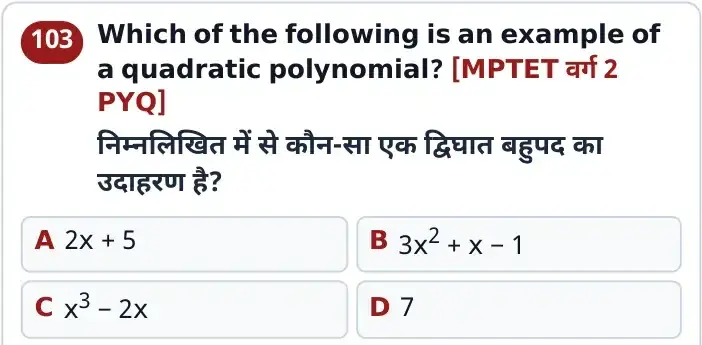 103 Which of the following is an example of
a quadratic polynomial? [MPTET वर्ग 2
PYQ]
निम्नलिखित में से कौन-सा एक द्विघात बहुपद का
उदाहरण है?
A 2x + 5
B 3x² + x − 1
C x³ − 2x
D 7